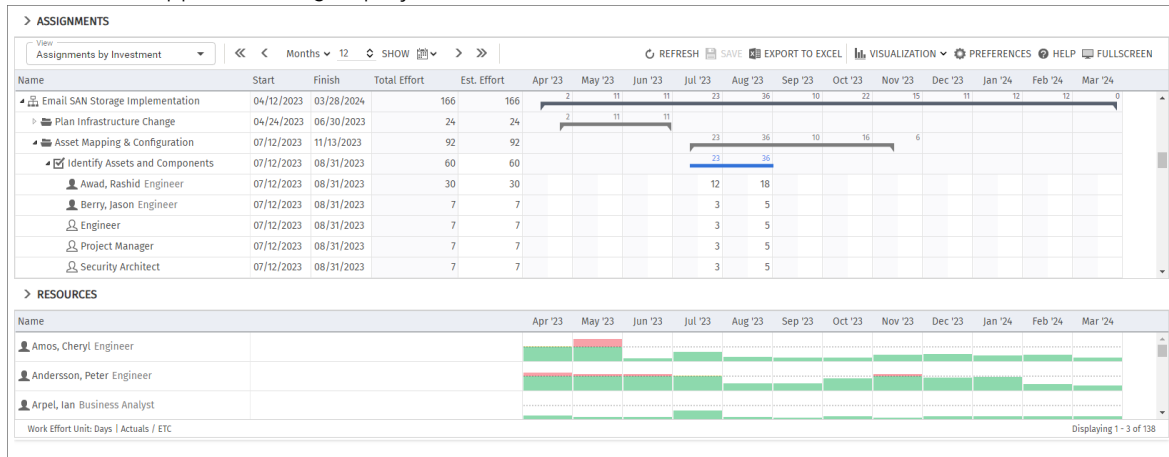 ASSIGNMENTS
View
Assignments by Investment
Months 12 SHOW REFRESH SAVE EXPORT TO EXCEL VISUALIZATION PREFERENCES HELP FULLSCREEN
Name Start Finish Total Effort Est. Effort Apr '23 May '23 Jun '23 Jul '23 Aug '23 Sep '23 Oct '23 Nov '23 Dec '23 Jan '24 Feb '24 Mar '24
Email SAN Storage Implementation 04/12/2023 03/28/2024 166 166 2 11 11 23 36 10 22 15 11 12 12 0
Plan Infrastructure Change 04/24/2023 06/30/2023 24 24 2 11 11
Asset Mapping & Configuration 07/12/2023 11/13/2023 92 92 23 36 10 16 6
Identify Assets and Components 07/12/2023 08/31/2023 60 60 23 36
Awad, Rashid Engineer 07/12/2023 08/31/2023 30 30 12 18
Berry, Jason Engineer 07/12/2023 08/31/2023 7 7 3 5
Engineer 07/12/2023 08/31/2023 7 7 3 5
Project Manager 07/12/2023 08/31/2023 7 7 3 5
Security Architect 07/12/2023 08/31/2023 7 7 3 5
RESOURCES
Name Apr '23 May '23 Jun '23 Jul '23 Aug '23 Sep '23 Oct '23 Nov '23 Dec '23 Jan '24 Feb '24 Mar '24
Amos, Cheryl Engineer
Andersson, Peter Engineer
Arpel, Ian Business Analyst
Work Effort Unit: Days | Actuals / ETC Displaying 1 - 3 of 138